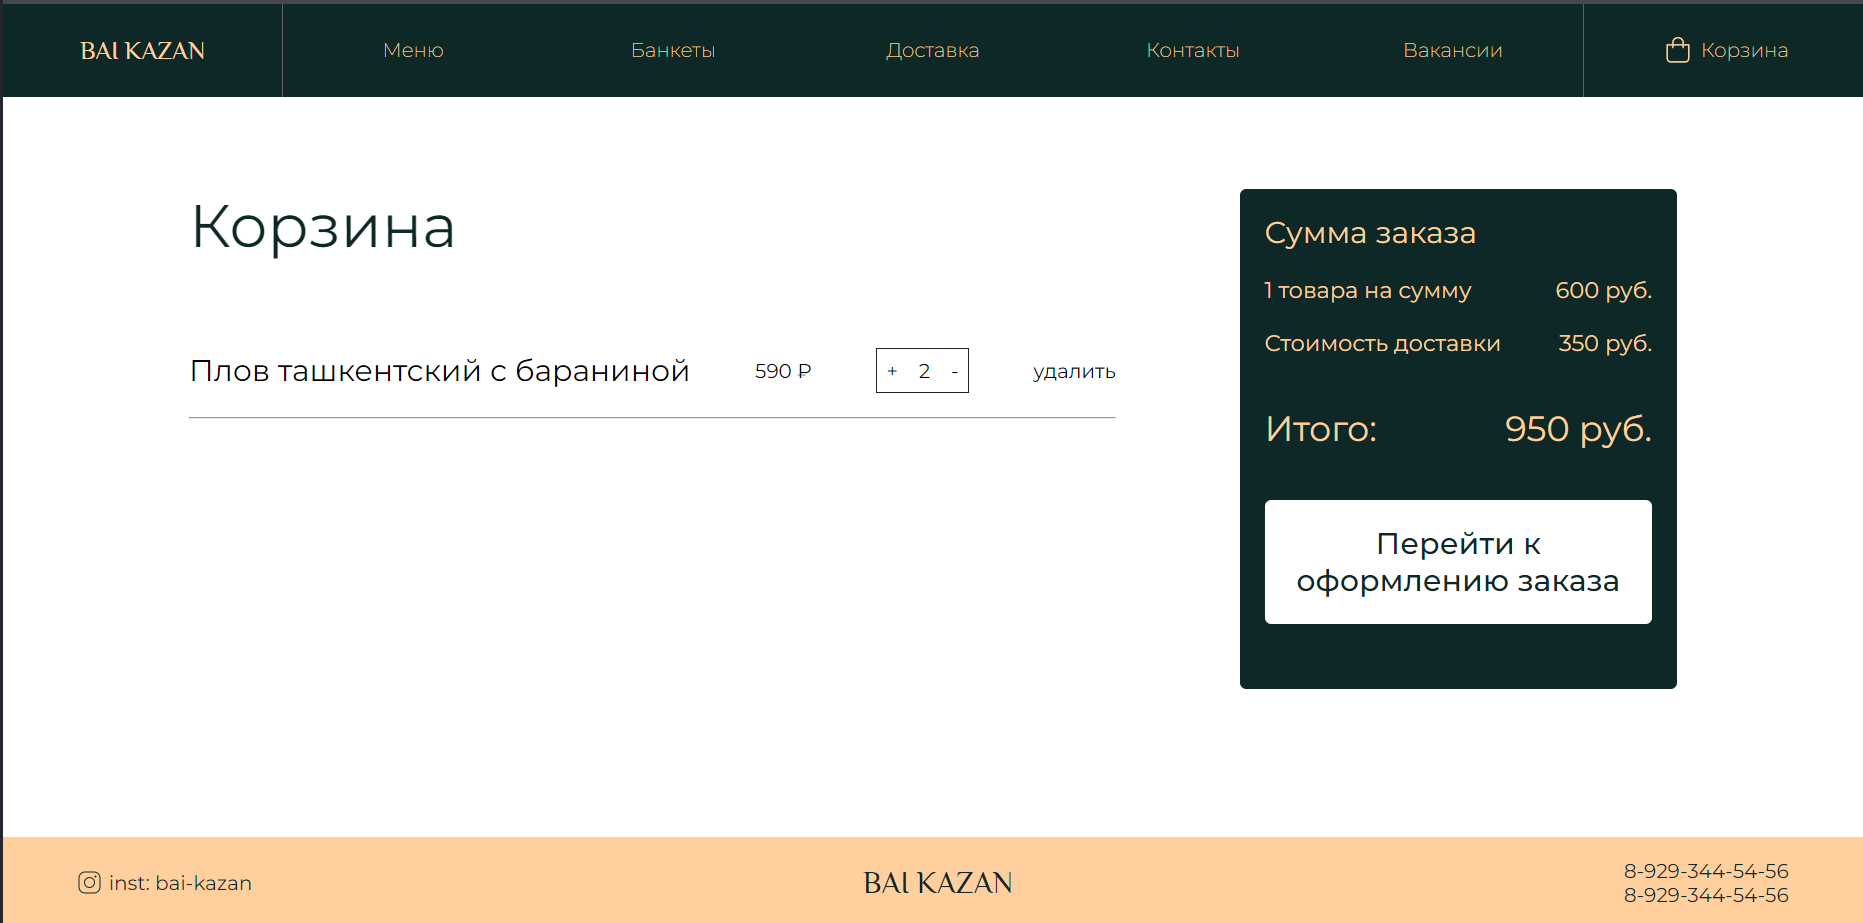 BAI KAZAN Меню Банкеты Доставка Контакты Вакансии Корзина
Корзина
Плов ташкентский с бараниной 590 ₽ + 2 - удалить
Сумма заказа
1 товара на сумму 600 руб.
Стоимость доставки 350 руб.
Итого: 950 руб.
Перейти к
оформлению заказа
inst: bai-kazan
BAI KAZAN
8-929-344-54-56
8-929-344-54-56